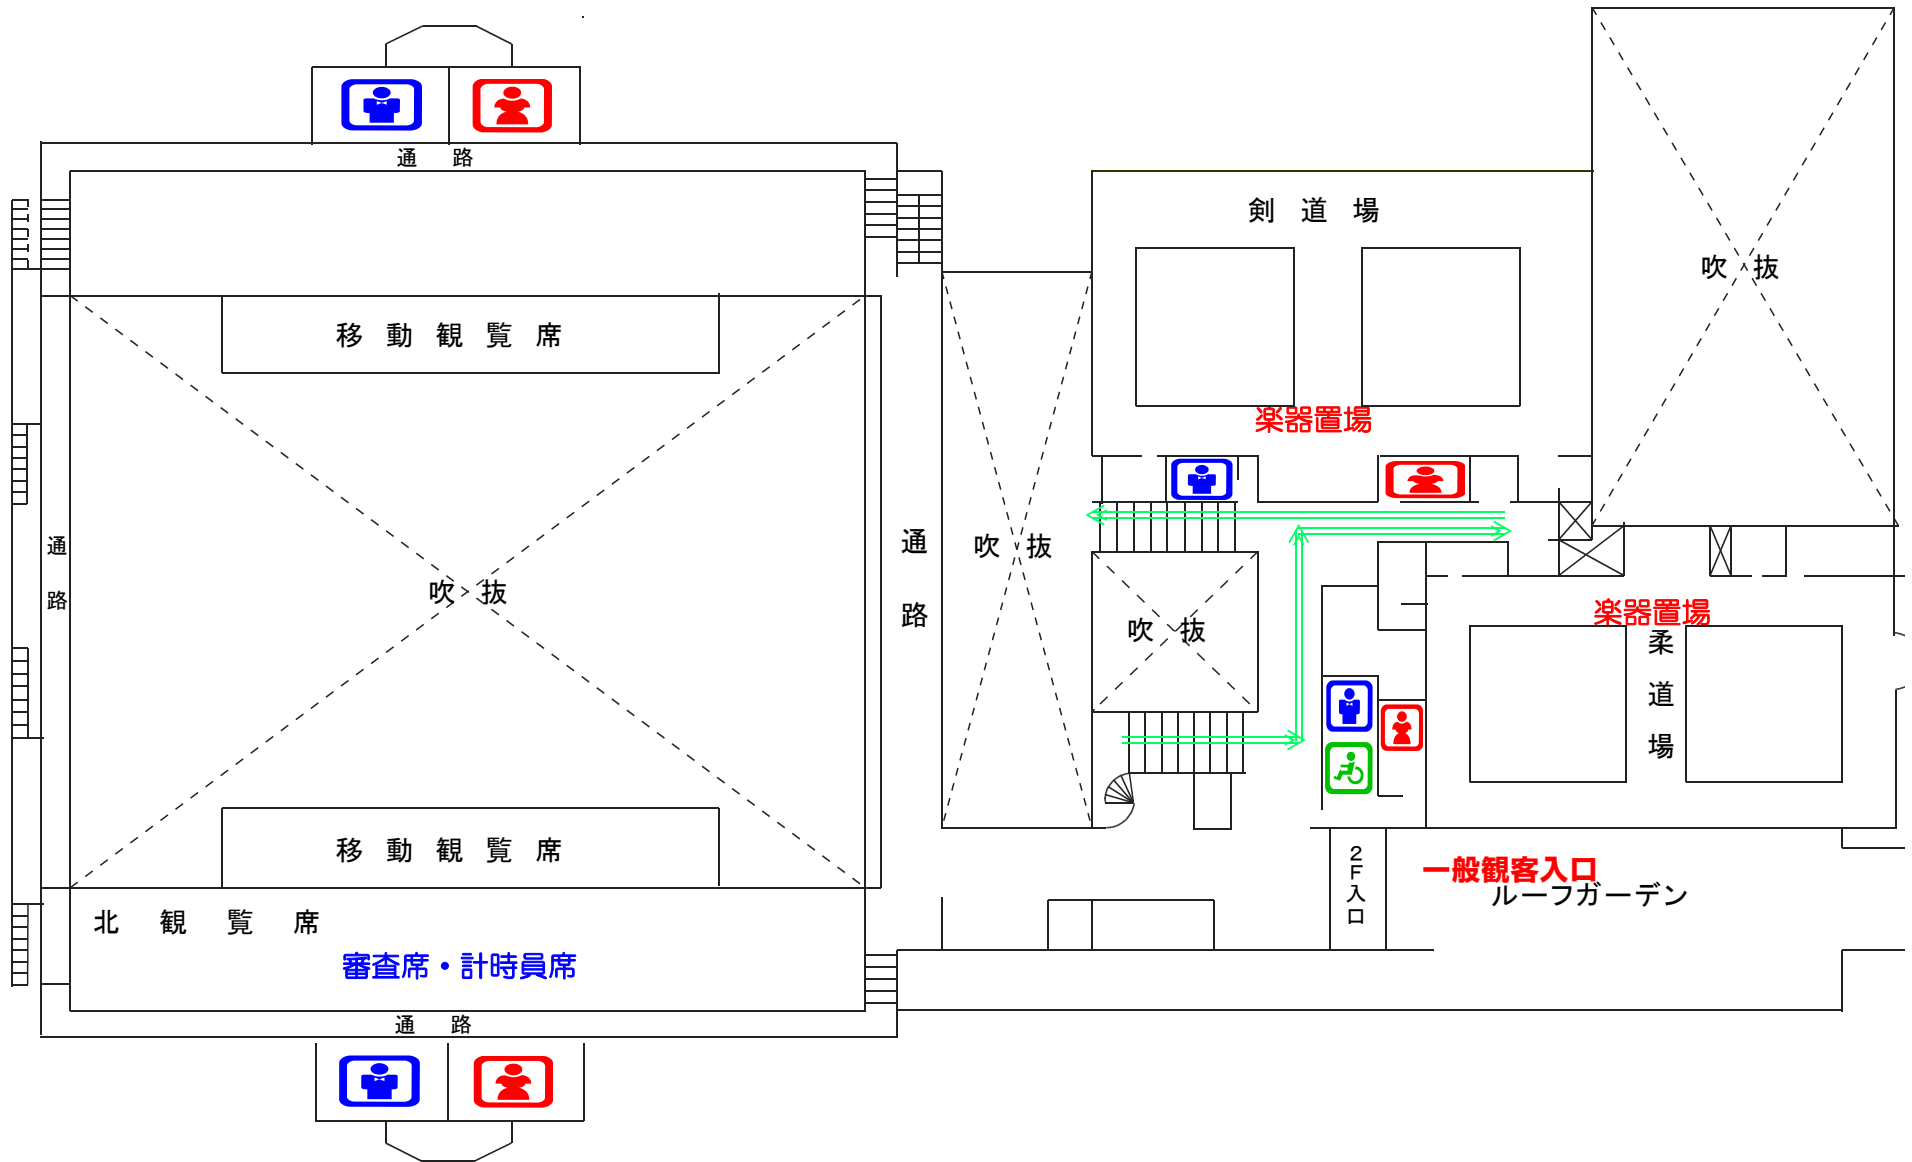 通 路
剣 道 場
吹 抜
移 動 観 覧 席
楽器置場
通 路
吹 抜
通 路
吹 抜
吹 抜
楽器置場
柔 道 場
移 動 観 覧 席
2F入口
一般観客入口
ルーフガーデン
北 観 覧 席
審査席・計時員席
通 路